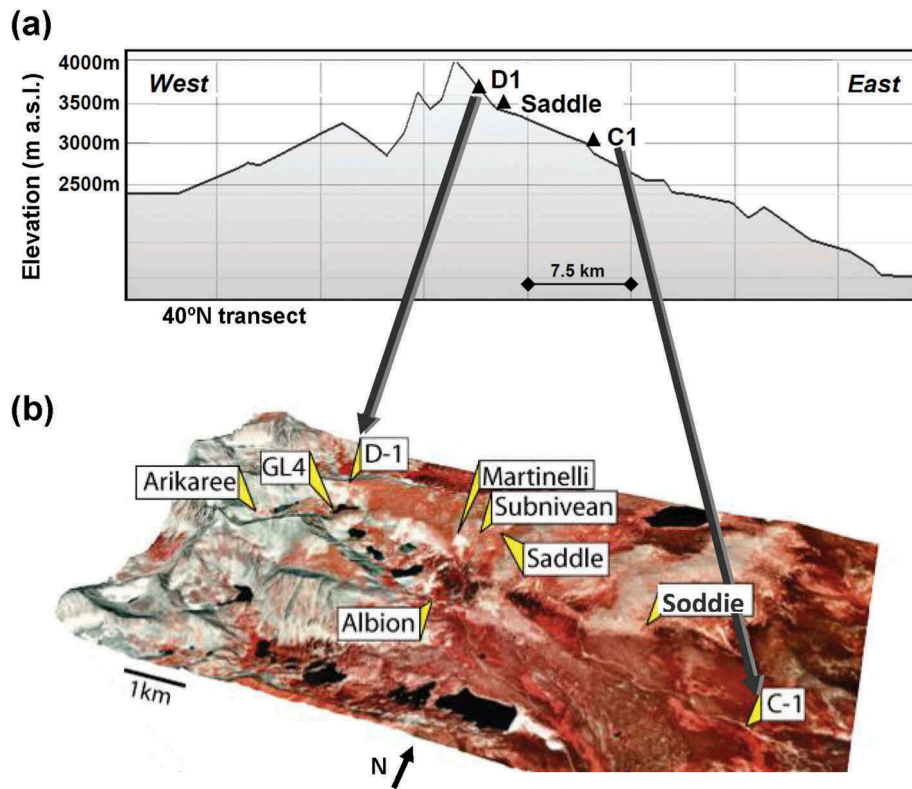 (a)
Elevation (m a.s.l.)
4000m
3500m
3000m
2500m
West
East
D1
Saddle
C1
7.5 km
40ºN transect
(b)
Arikaree
GL4
D-1
Martinelli
Subnivean
Saddle
Albion
Soddie
C-1
1km
N